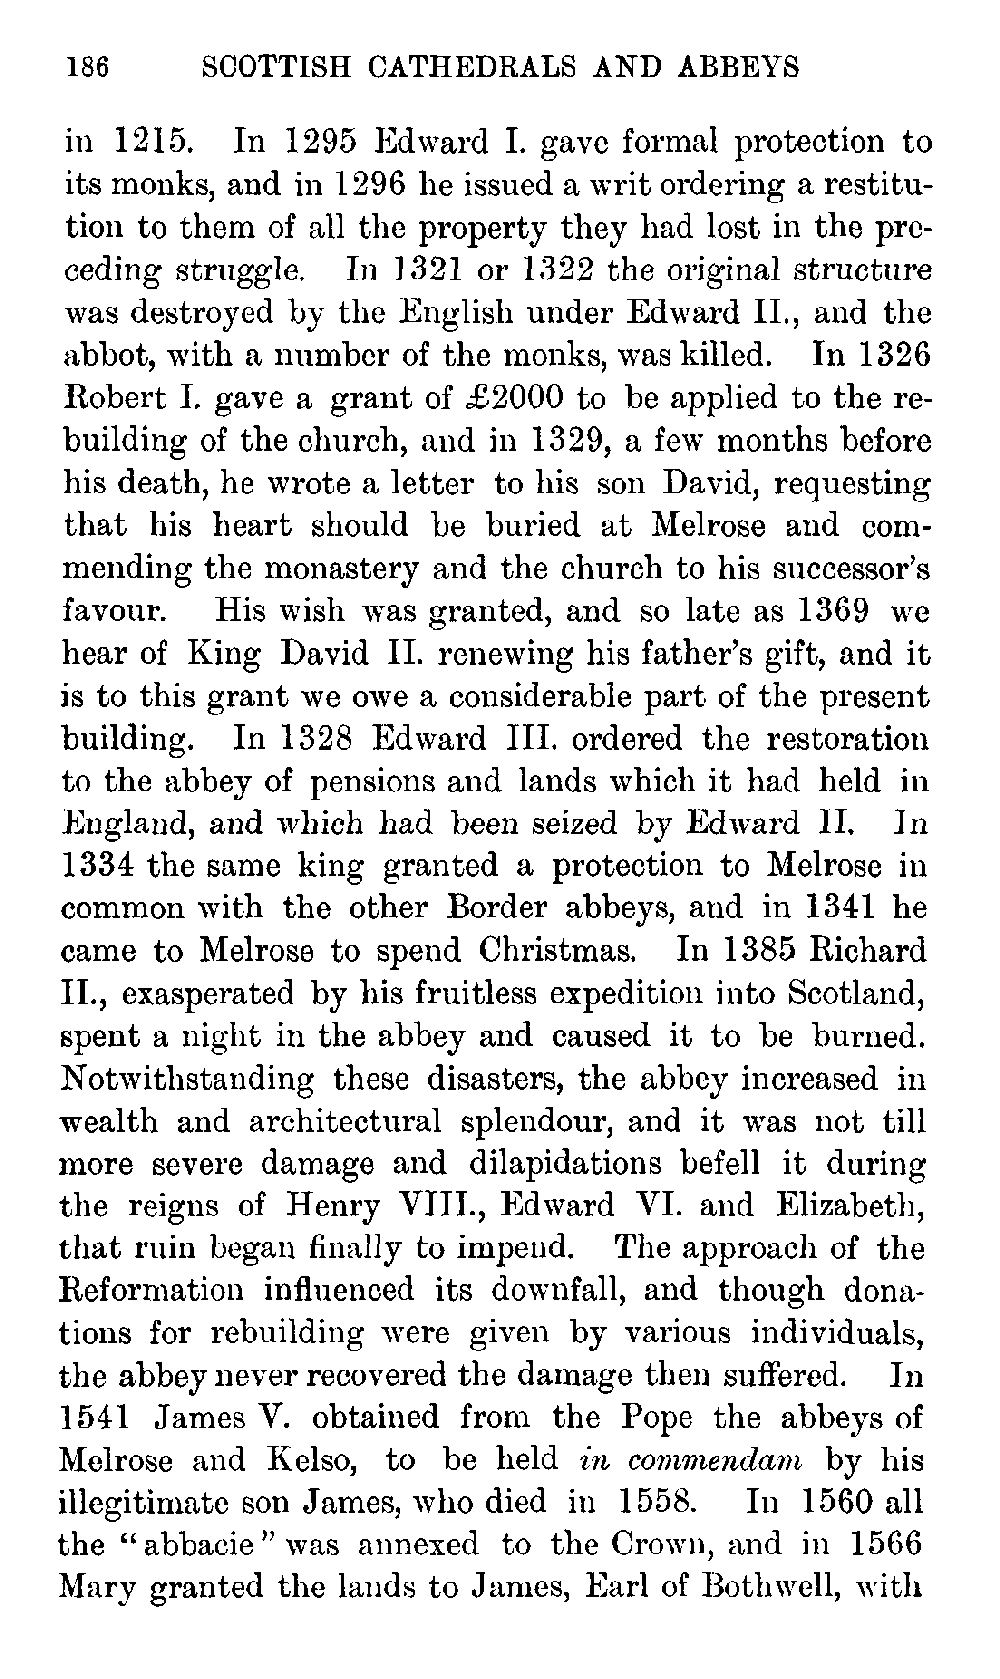 186 SCOTTISH CATHEDRALS AND ABBEYS
in 1215. In 1295 Edward I. gave formal protection to
its monks, and in 1296 he issued a writ ordering a restitu-
tion to them of all the property they had lost in the pre-
ceding struggle. In 1321 or 1322 the original structure
was destroyed by the English under Edward II., and the
abbot, with a number of the monks, was killed. In 1326
Robert I. gave a grant of £2000 to be applied to the re-
building of the church, and in 1329, a few months before
his death, he wrote a letter to his son David, requesting
that his heart should be buried at Melrose and com-
mending the monastery and the church to his successor's
favour. His wish was granted, and so late as 1369 we
hear of King David II. renewing his father's gift, and it
is to this grant we owe a considerable part of the present
building. In 1328 Edward III. ordered the restoration
to the abbey of pensions and lands which it had held in
England, and which had been seized by Edward II. In
1334 the same king granted a protection to Melrose in
common with the other Border abbeys, and in 1341 he
came to Melrose to spend Christmas. In 1385 Richard
II., exasperated by his fruitless expedition into Scotland,
spent a night in the abbey and caused it to be burned.
Notwithstanding these disasters, the abbey increased in
wealth and architectural splendour, and it was not till
more severe damage and dilapidations befell it during
the reigns of Henry VIII., Edward VI. and Elizabeth,
that ruin began finally to impend. The approach of the
Reformation influenced its downfall, and though dona-
tions for rebuilding were given by various individuals,
the abbey never recovered the damage then suffered. In
1541 James V. obtained from the Pope the abbeys of
Melrose and Kelso, to be held in commendam by his
illegitimate son James, who died in 1558. In 1560 all
the "abbacie" was annexed to the Crown, and in 1566
Mary granted the lands to James, Earl of Bothwell, with